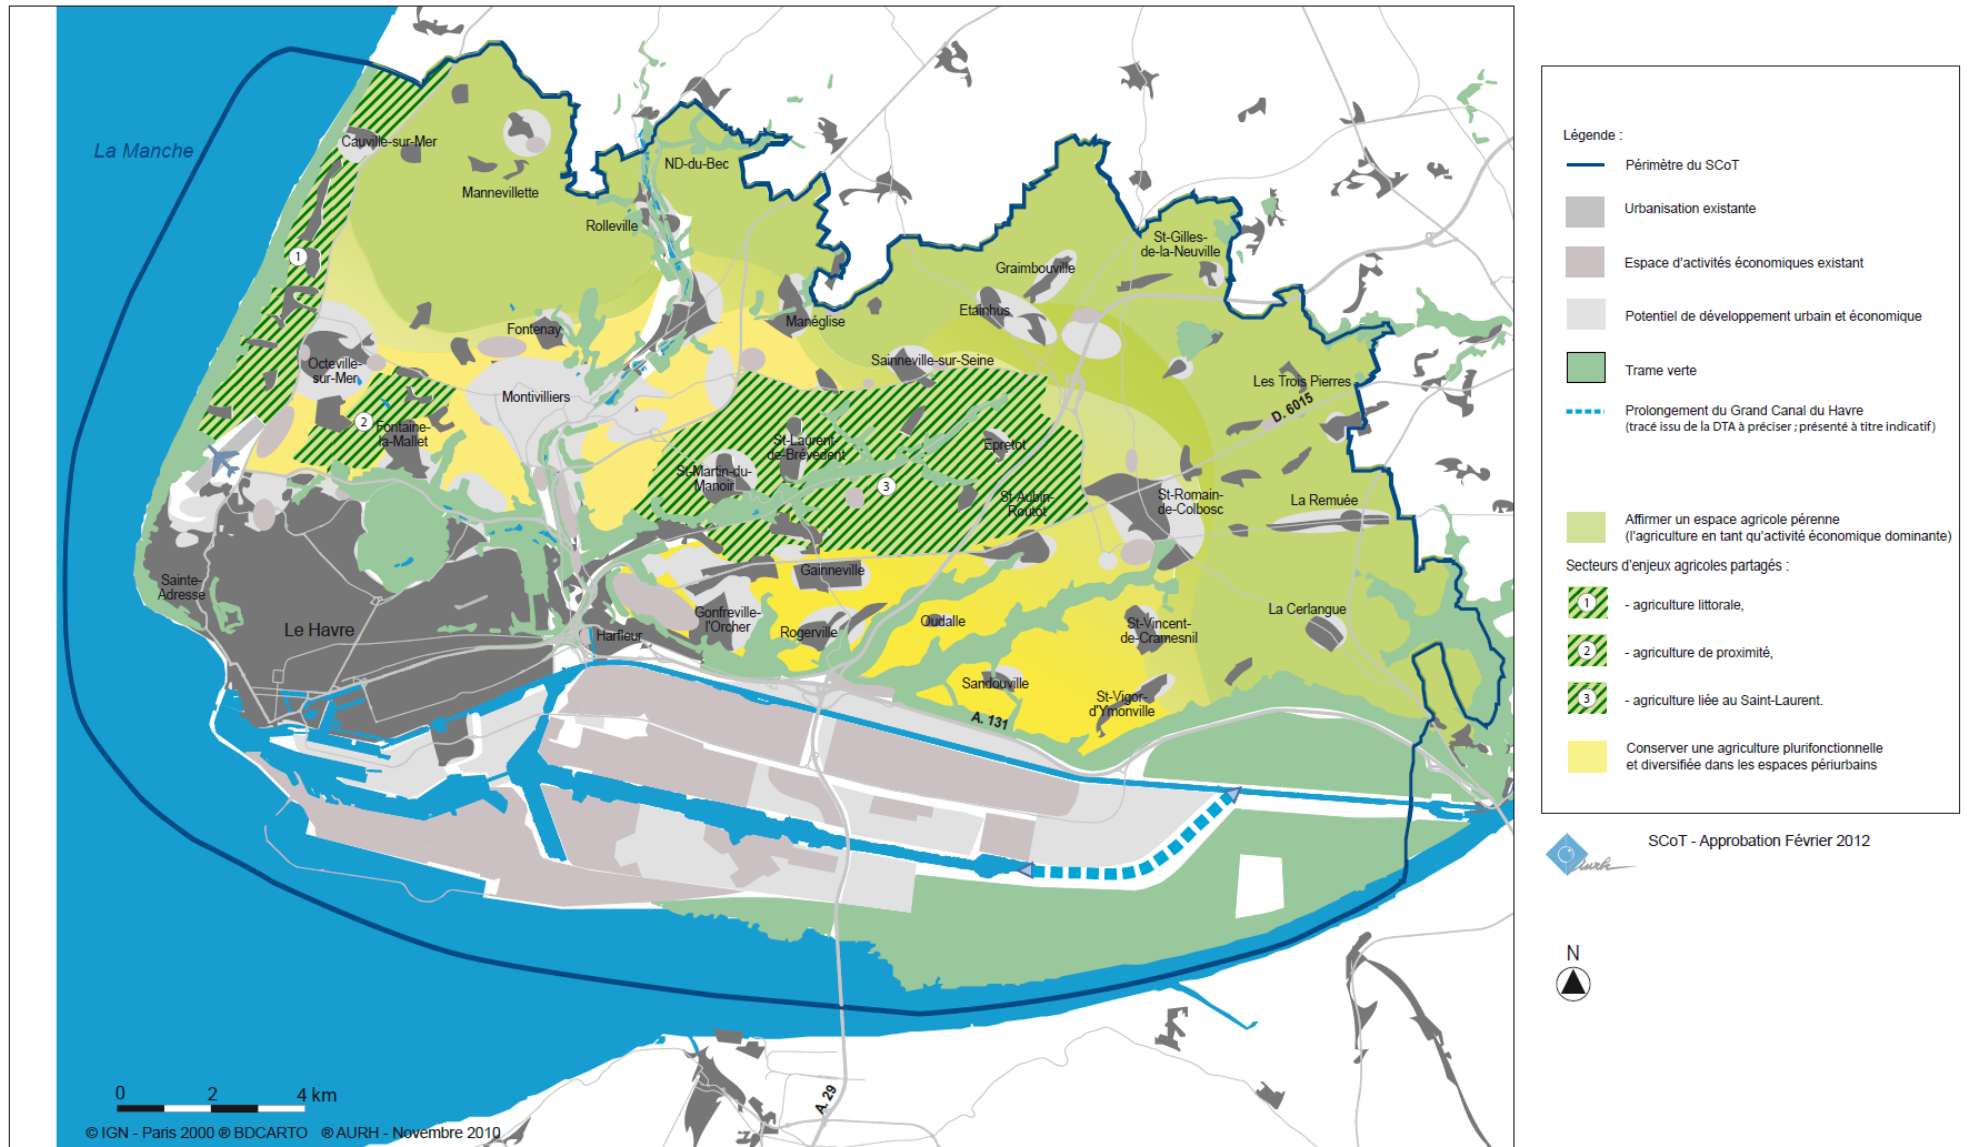 La Manche
Cauville-sur-Mer
Mannevillette
ND-du-Bec
Rolleville
St-Gilles-
de-la-Neuville
Graimbouville
Etainhus
1
Fontenay
Manéglise
Octeville-
sur-Mer
Sainneville-sur-Seine
Les Trois Pierres
Montivilliers
D. 6015
2
Fontaine-
la-Mallet
St-Laurent-
de-Brévedent
Epretot
St-Martin-du-
Manoir
3
St-Aubin-
Routot
St-Romain-
de-Colbosc
La Remuée
Sainte-
Adresse
Gainneville
Le Havre
Harfleur
Gonfreville-
l'Orcher
Rogerville
Oudalle
St-Vincent-
de-Cramesnil
La Cerlangue
Sandouville
St-Vigor-
d'Ymonville
A. 131
A. 29
0 2 4 km
© IGN - Paris 2000 ® BDCARTO ® AURH - Novembre 2010
Légende :
Périmètre du SCoT
Urbanisation existante
Espace d'activités économiques existant
Potentiel de développement urbain et économique
Trame verte
Prolongement du Grand Canal du Havre
(tracé issu de la DTA à préciser ; présenté à titre indicatif)
Affirmer un espace agricole pérenne
(l'agriculture en tant qu'activité économique dominante)
Secteurs d'enjeux agricoles partagés :
1 - agriculture littorale,
2 - agriculture de proximité,
3 - agriculture liée au Saint-Laurent.
Conserver une agriculture plurifonctionnelle
et diversifiée dans les espaces périurbains
SCoT - Approbation Février 2012
aurh
N